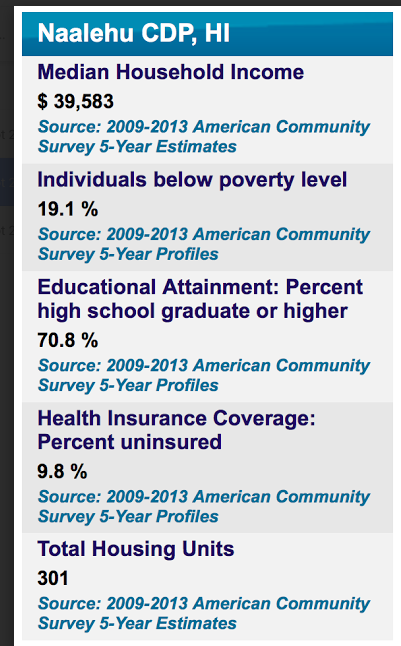 Naalehu CDP, HI
Median Household Income
$ 39,583
Source: 2009-2013 American Community
Survey 5-Year Estimates
Individuals below poverty level
19.1 %
Source: 2009-2013 American Community
Survey 5-Year Profiles
Educational Attainment: Percent
high school graduate or higher
70.8 %
Source: 2009-2013 American Community
Survey 5-Year Profiles
Health Insurance Coverage:
Percent uninsured
9.8 %
Source: 2009-2013 American Community
Survey 5-Year Profiles
Total Housing Units
301
Source: 2009-2013 American Community
Survey 5-Year Estimates